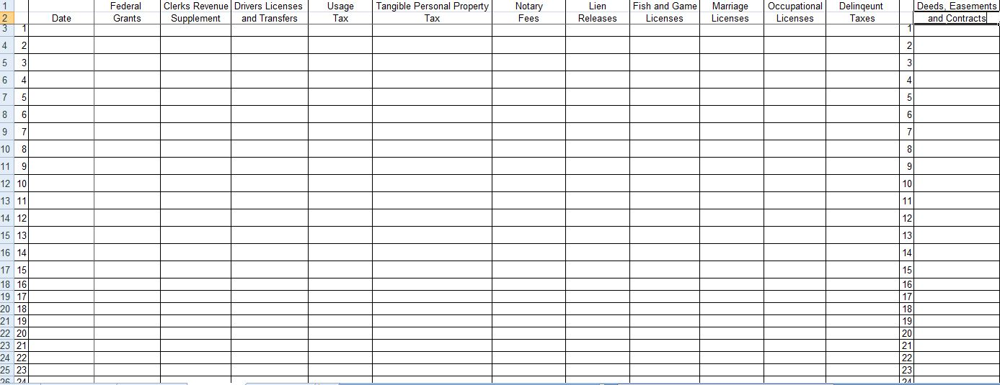 1 Federal Clerks Revenue Drivers Licenses Usage Tangible Personal Property Notary Lien Fish and Game Marriage Occupational Delinqeunt Deeds, Easements
2 Date Grants Supplement and Transfers Tax Tax Fees Releases Licenses Licenses Licenses Taxes and Contracts
3 1 1
4 2 2
5 3 3
6 4 4
7 5 5
8 6 6
9 7 7
10 8 8
11 9 9
12 10 10
13 11 11
14 12 12
15 13 13
16 14 14
17 15 15
18 16 16
19 17 17
20 18 18
21 19 19
22 20 20
23 21 21
24 22 22
25 23 23
26 24 24